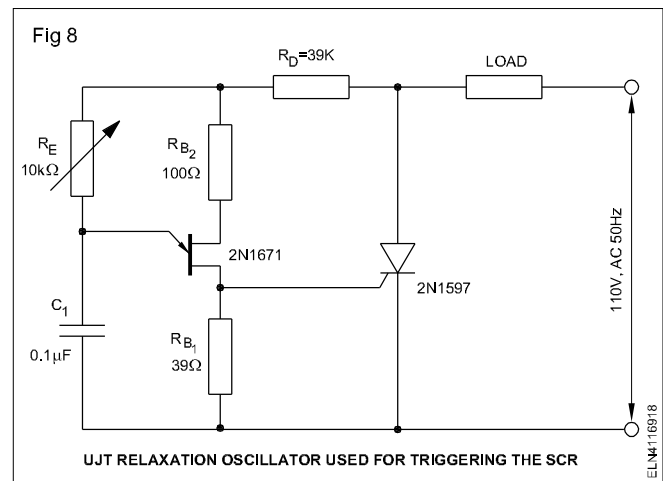 Fig 8
R_D=39K
LOAD
R_E
10kΩ
R_B2
100Ω
2N1671
2N1597
110V, AC 50Hz
C1
0.1µF
R_B1
39Ω
UJT RELAXATION OSCILLATOR USED FOR TRIGGERING THE SCR
ELN4116918